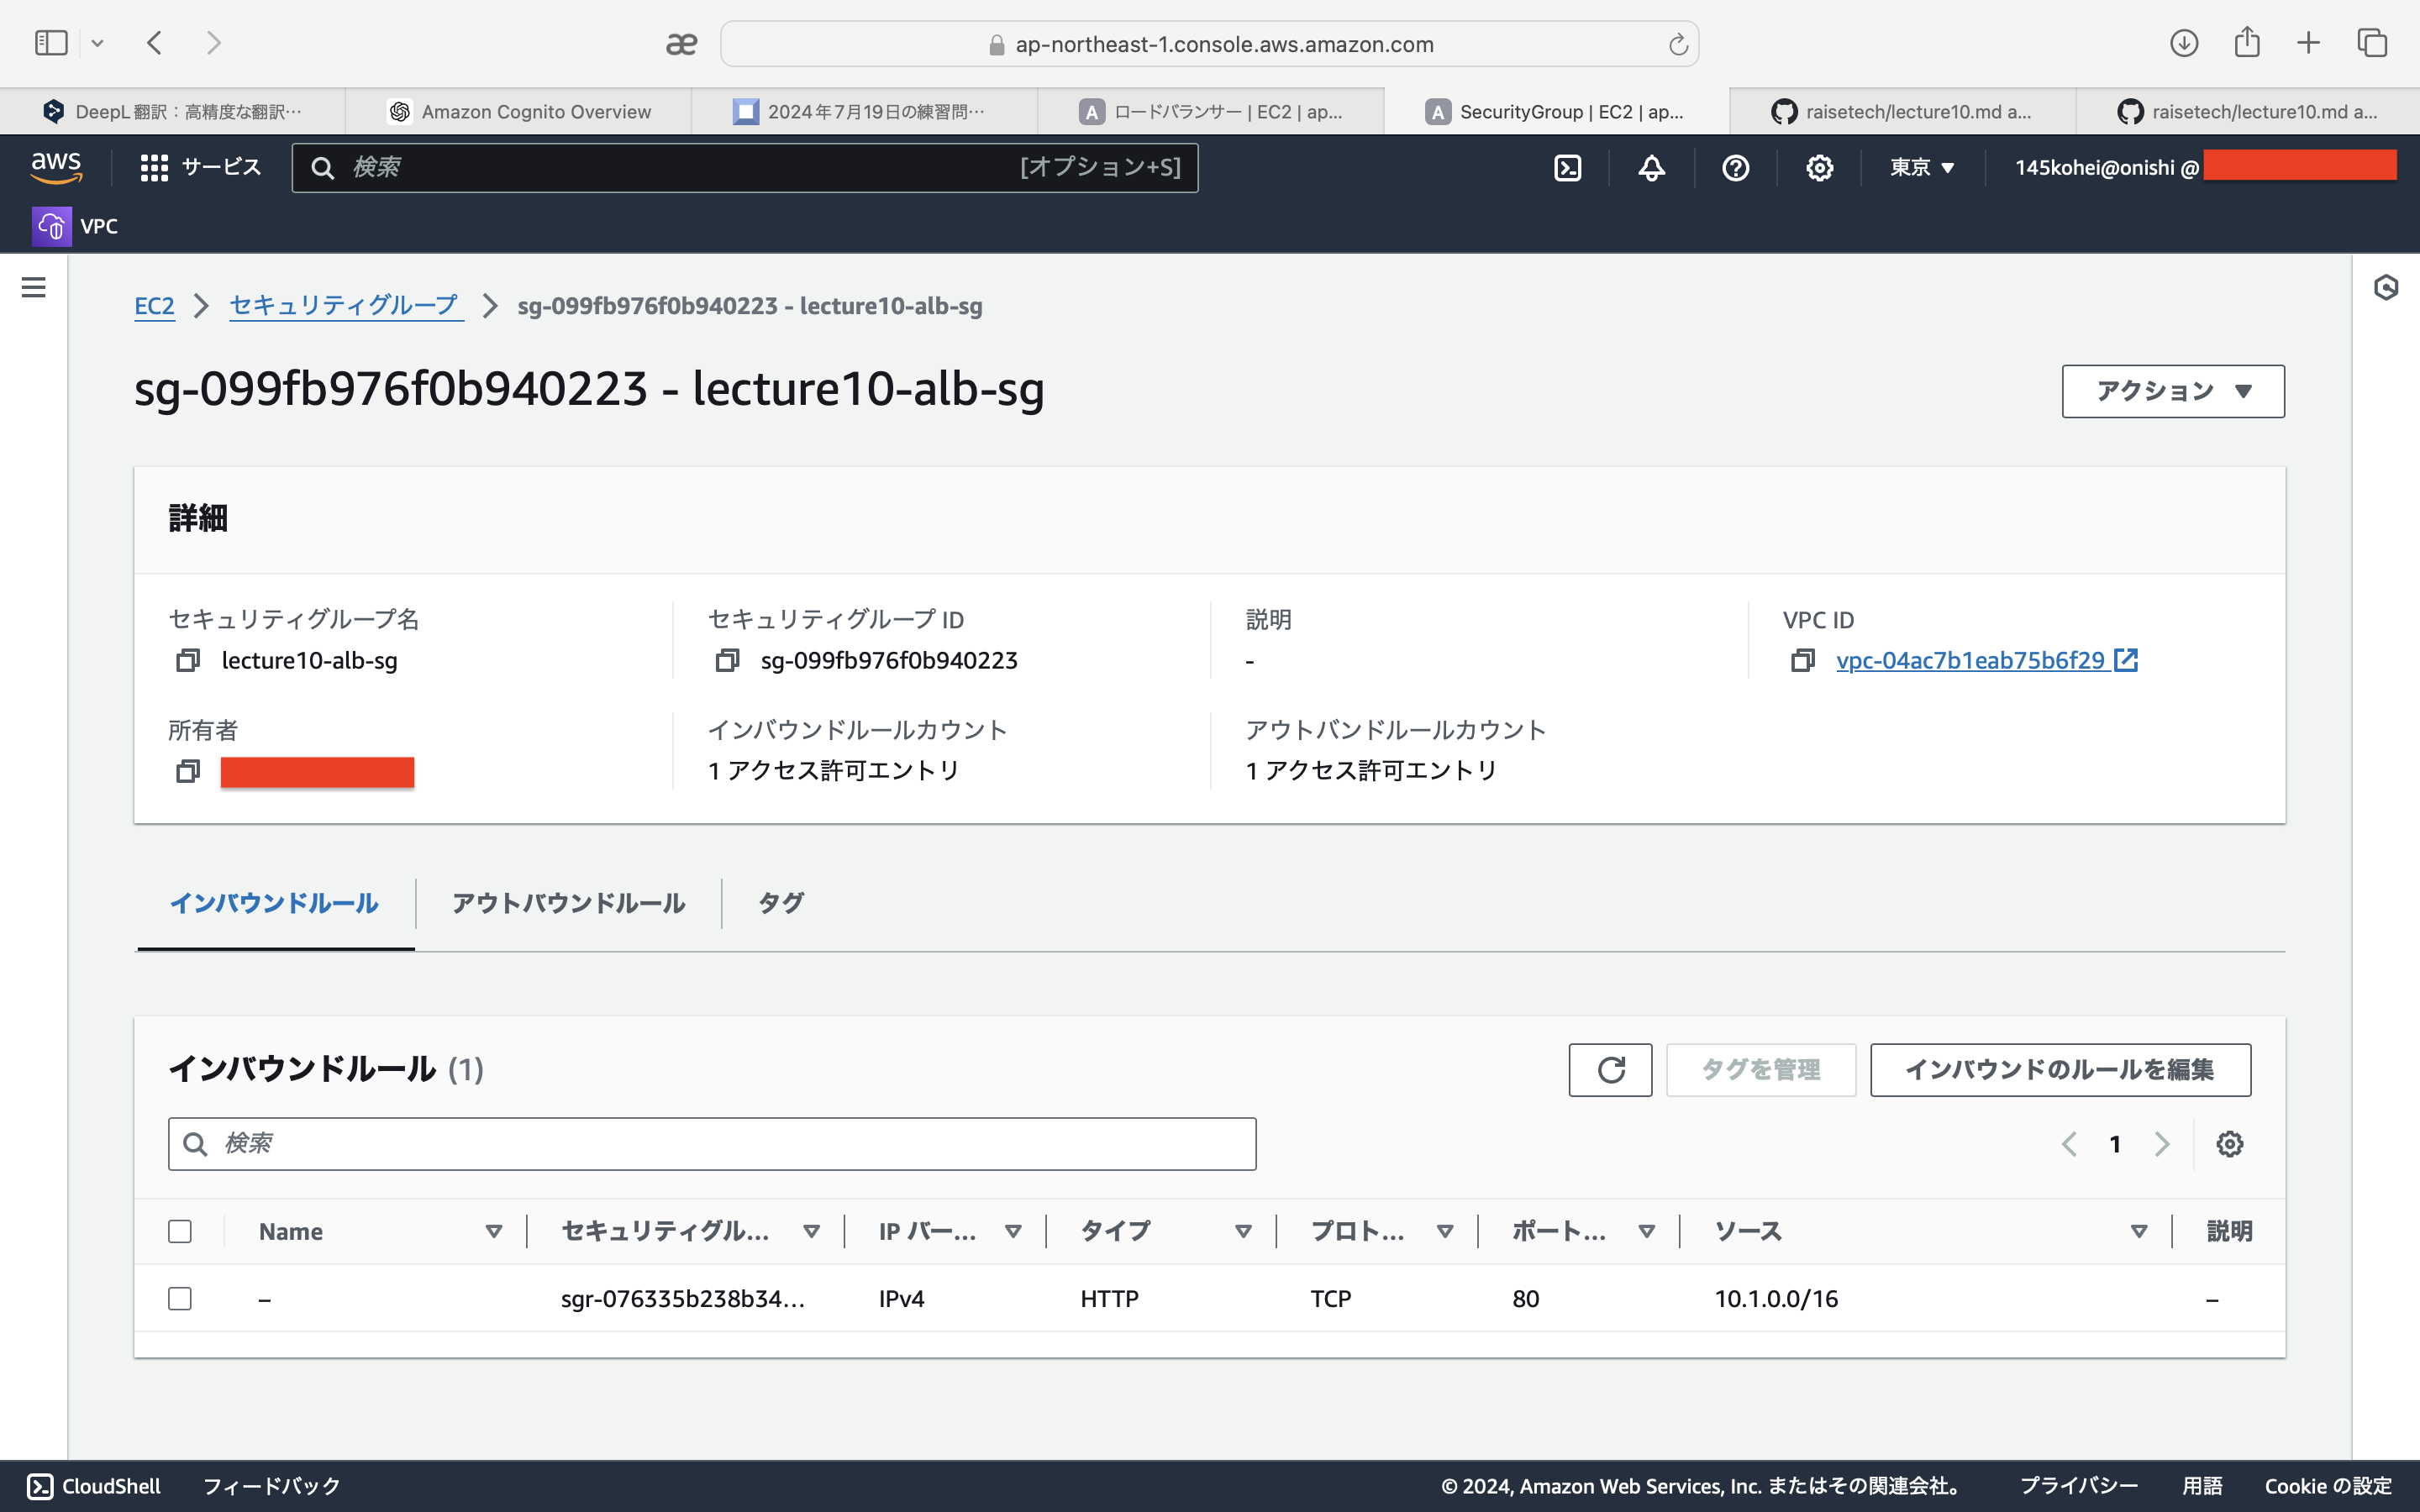 ap-northeast-1.console.aws.amazon.com
DeepL 翻訳：高精度な翻訳…
Amazon Cognito Overview
2024年7月19日の練習問…
ロードバランサー | EC2 | ap...
SecurityGroup | EC2 | ap...
raisetech/lecture10.md a...
raisetech/lecture10.md a...
aws
サービス
検索
[オプション+S]
東京
145kohei@onishi @
VPC
EC2
セキュリティグループ
sg-099fb976f0b940223 - lecture10-alb-sg
sg-099fb976f0b940223 - lecture10-alb-sg
アクション
詳細
セキュリティグループ名
lecture10-alb-sg
セキュリティグループ ID
sg-099fb976f0b940223
説明
-
VPC ID
vpc-04ac7b1eab75b6f29
所有者
インバウンドルールカウント
1 アクセス許可エントリ
アウトバンドルールカウント
1 アクセス許可エントリ
インバウンドルール
アウトバウンドルール
タグ
インバウンドルール (1)
タグを管理
インバウンドのルールを編集
検索
1
Name
セキュリティグル...
IP バー...
タイプ
プロト...
ポート...
ソース
説明
–
sgr-076335b238b34...
IPv4
HTTP
TCP
80
10.1.0.0/16
–
CloudShell
フィードバック
© 2024, Amazon Web Services, Inc. またはその関連会社。
プライバシー
用語
Cookie の設定